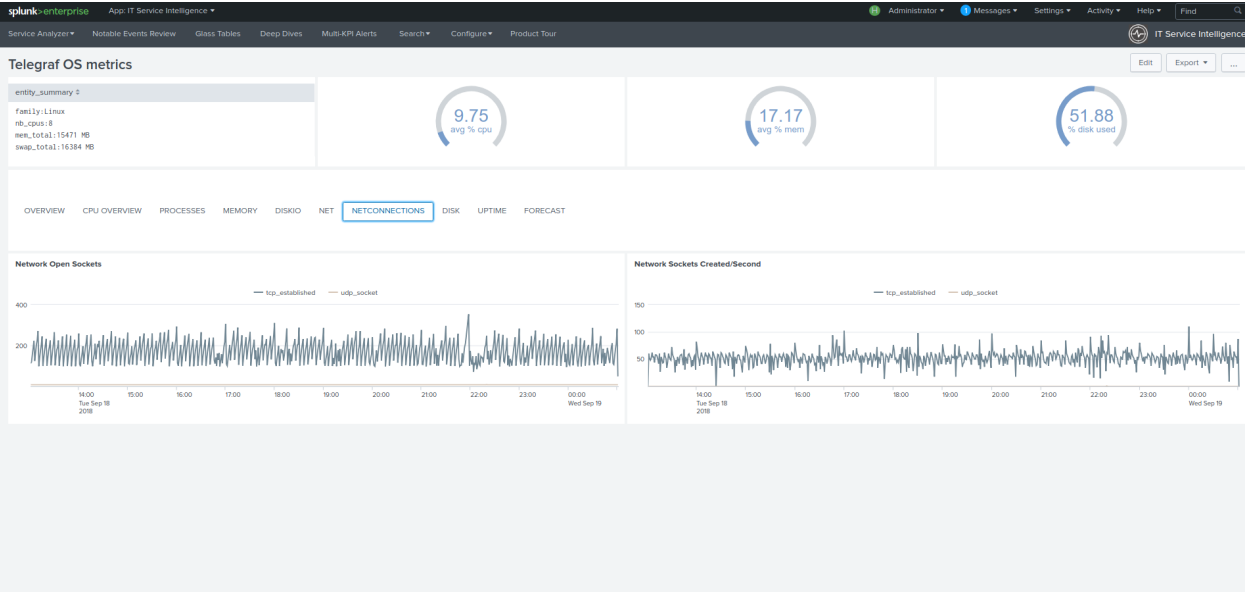 splunk>enterprise App: IT Service Intelligence ▾ H Administrator ▾ 1 Messages ▾ Settings ▾ Activity ▾ Help ▾ Find
Service Analyzer ▾ Notable Events Review Glass Tables Deep Dives Multi-KPI Alerts Search ▾ Configure ▾ Product Tour IT Service Intelligence
Telegraf OS metrics Edit Export ▾ ...
entity_summary
family:Linux
nb_cpus:8
mem_total:15471 MB
swap_total:16384 MB
9.75
avg % cpu
17.17
avg % mem
51.88
% disk used
OVERVIEW CPU OVERVIEW PROCESSES MEMORY DISKIO NET NETCONNECTIONS DISK UPTIME FORECAST
Network Open Sockets
tcp_established udp_socket
400
200
14:00 15:00 16:00 17:00 18:00 19:00 20:00 21:00 22:00 23:00 00:00
Tue Sep 18 Wed Sep 19
2018
Network Sockets Created/Second
tcp_established udp_socket
150
100
50
14:00 15:00 16:00 17:00 18:00 19:00 20:00 21:00 22:00 23:00 00:00
Tue Sep 18 Wed Sep 19
2018